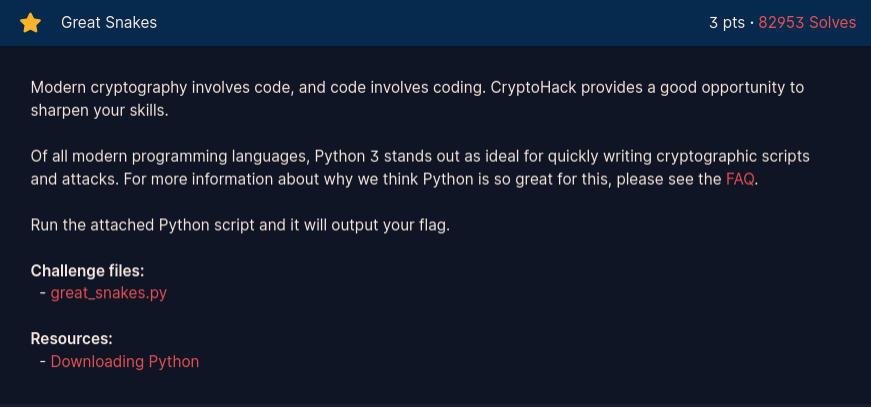 Great Snakes
3 pts · 82953 Solves
Modern cryptography involves code, and code involves coding. CryptoHack provides a good opportunity to
sharpen your skills.
Of all modern programming languages, Python 3 stands out as ideal for quickly writing cryptographic scripts
and attacks. For more information about why we think Python is so great for this, please see the FAQ.
Run the attached Python script and it will output your flag.
Challenge files:
- great_snakes.py
Resources:
- Downloading Python